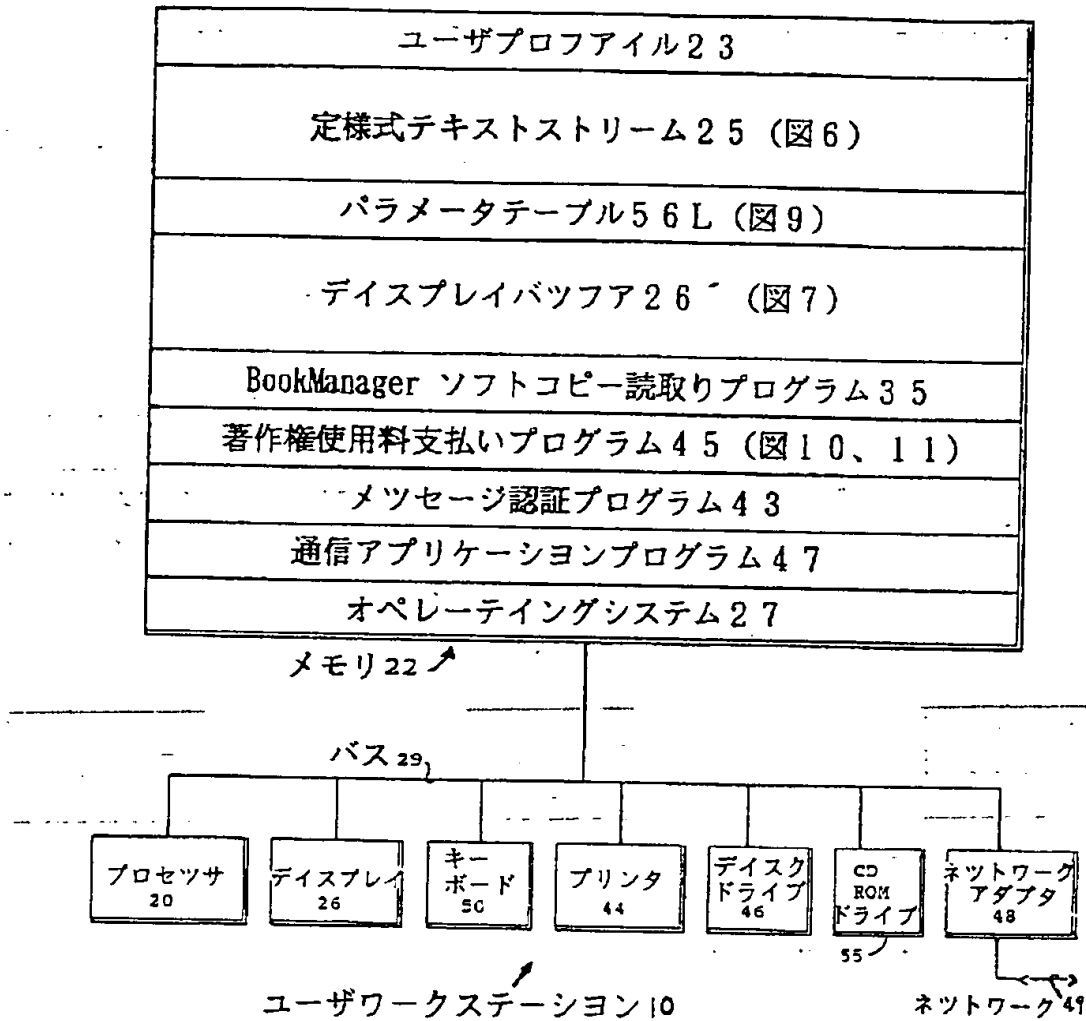 ユーザプロフアイル23
定様式テキストストリーム25(図6)
パラメータテーブル56L(図9)
デイスプレイバツフア26'(図7)
BookManager ソフトコピー読取りプログラム35
著作権使用料支払いプログラム45(図10、11)
メツセージ認証プログラム43
通信アプリケーシヨンプログラム47
オペレーテイングシステム27
メモリ22
バス29
プロセツサ
20
デイスプレイ
26
キー
ボード
50
プリンタ
44
デイスク
ドライブ
46
CD
ROM
ドライブ
55
ネツトワーク
アダプタ
48
ユーザワークステーシヨン10
ネツトワーク49